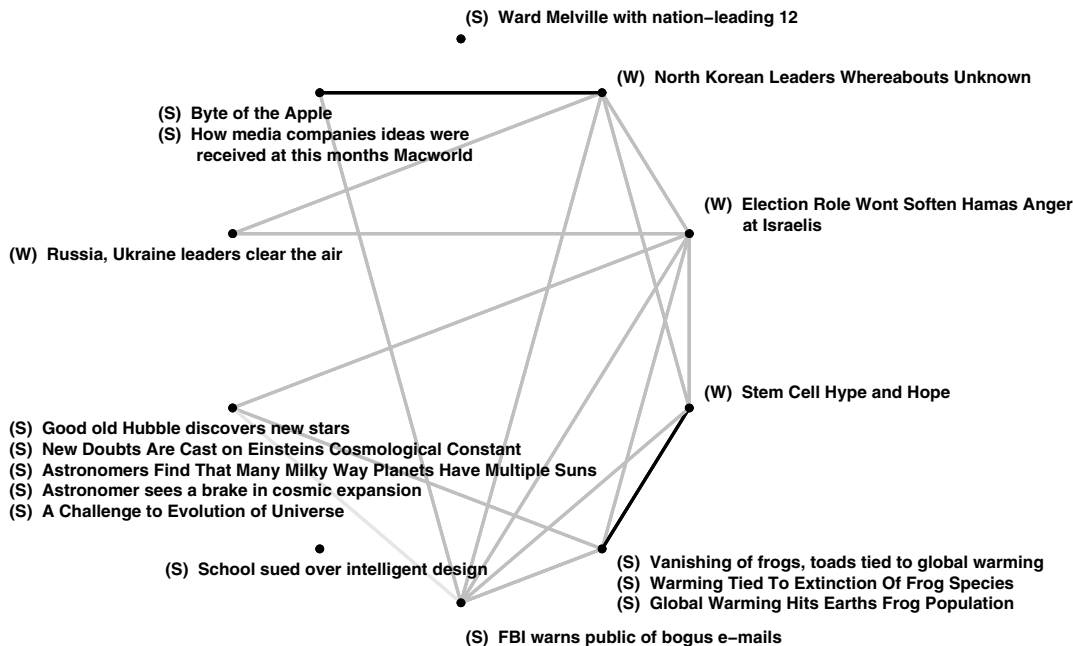 (S) Ward Melville with nation−leading 12
(W) North Korean Leaders Whereabouts Unknown
(S) Byte of the Apple
(S) How media companies ideas were
received at this months Macworld
(W) Election Role Wont Soften Hamas Anger
at Israelis
(W) Russia, Ukraine leaders clear the air
(W) Stem Cell Hype and Hope
(S) Good old Hubble discovers new stars
(S) New Doubts Are Cast on Einsteins Cosmological Constant
(S) Astronomers Find That Many Milky Way Planets Have Multiple Suns
(S) Astronomer sees a brake in cosmic expansion
(S) A Challenge to Evolution of Universe
(S) School sued over intelligent design
(S) Vanishing of frogs, toads tied to global warming
(S) Warming Tied To Extinction Of Frog Species
(S) Global Warming Hits Earths Frog Population
(S) FBI warns public of bogus e−mails